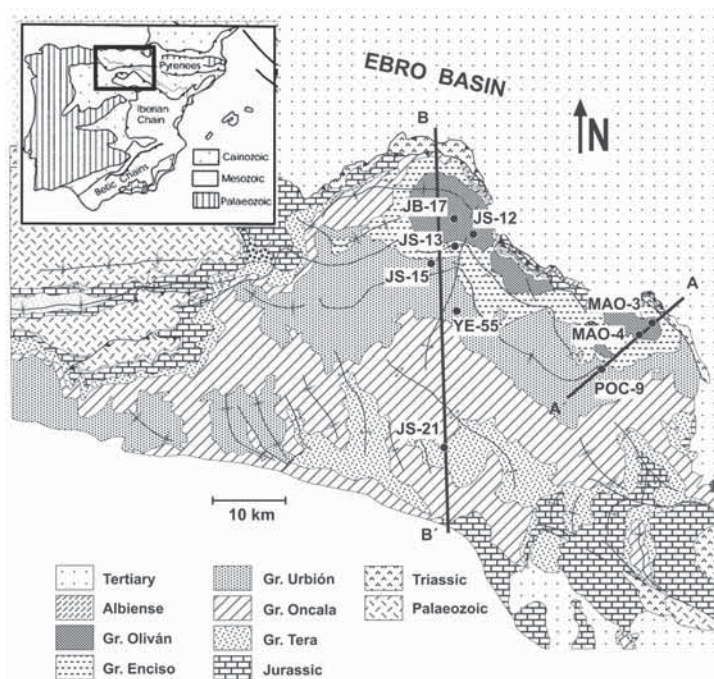 Pyrenees
Iberian
Chain
Betic Chains
Cainozoic
Mesozoic
Palaeozoic
EBRO BASIN
N
B
JB-17
JS-12
JS-13
JS-15
A
MAO-3
MAO-4
YE-55
POC-9
A
JS-21
10 km
B´
Tertiary
Albiense
Gr. Oliván
Gr. Enciso
Gr. Urbión
Gr. Oncala
Gr. Tera
Jurassic
Triassic
Palaeozoic